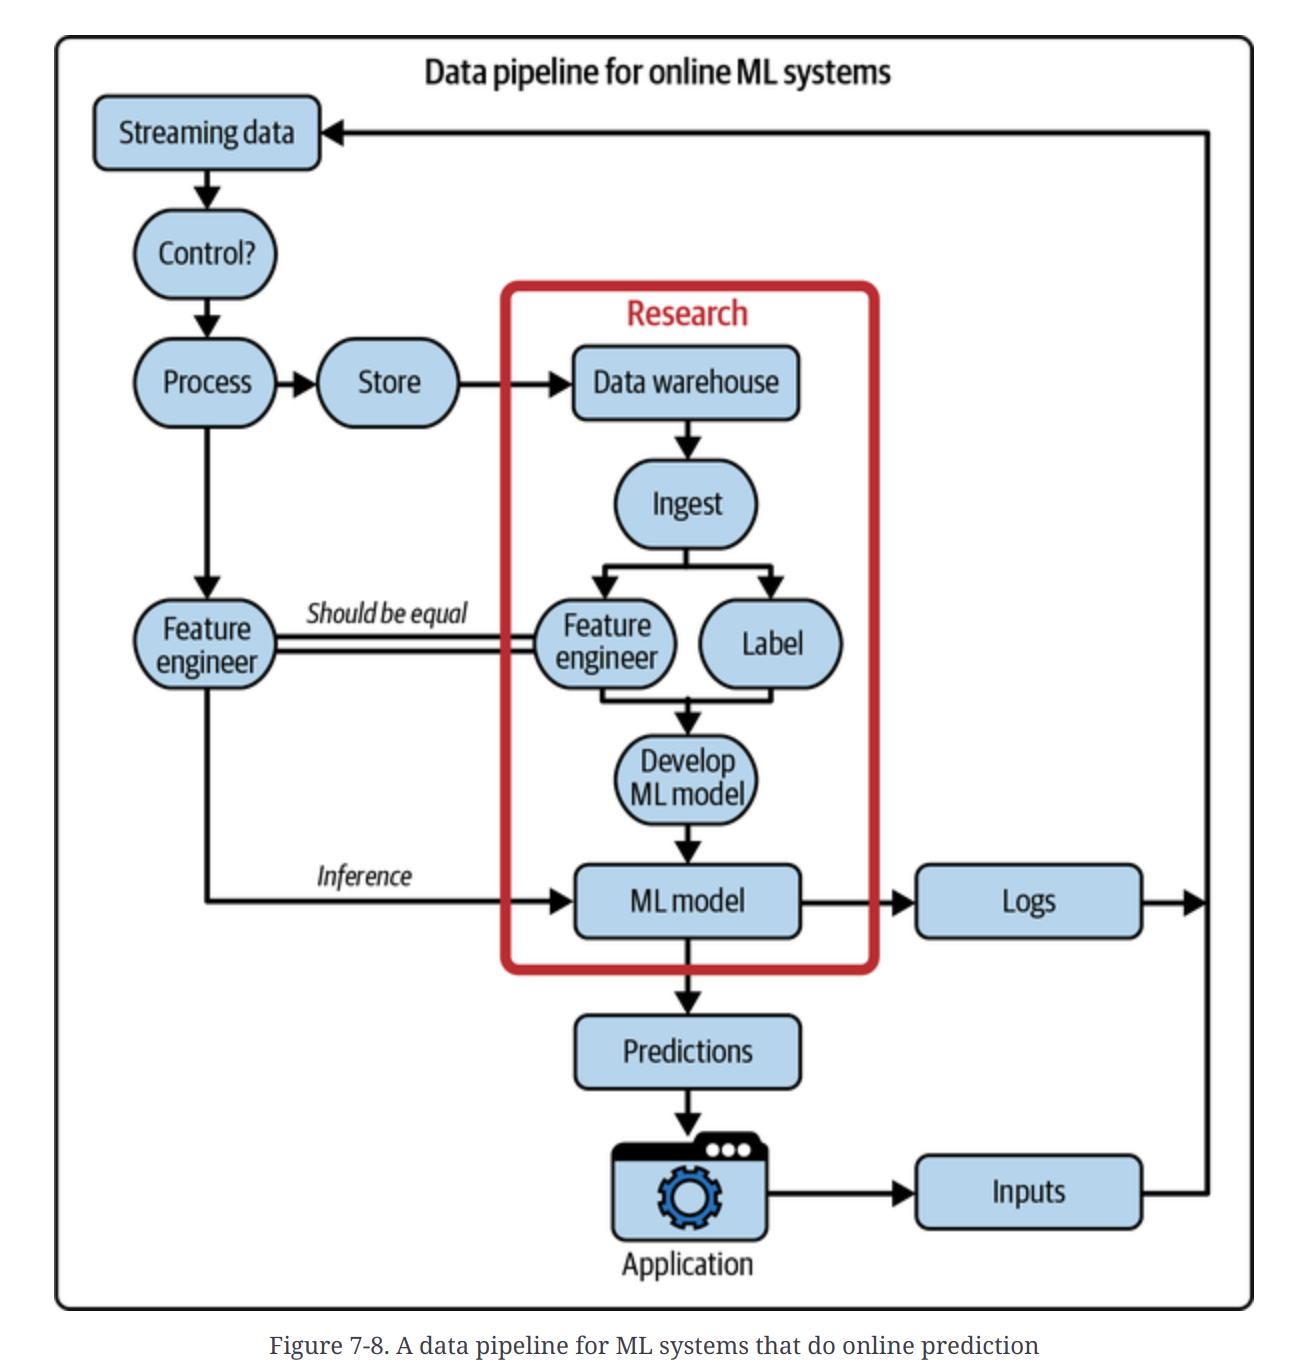 Data pipeline for online ML systems
Streaming data
Control?
Research
Process
Store
Data warehouse
Ingest
Should be equal
Feature
engineer
Feature
engineer
Label
Develop
ML model
Inference
ML model
Logs
Predictions
Inputs
Application
Figure 7-8. A data pipeline for ML systems that do online prediction